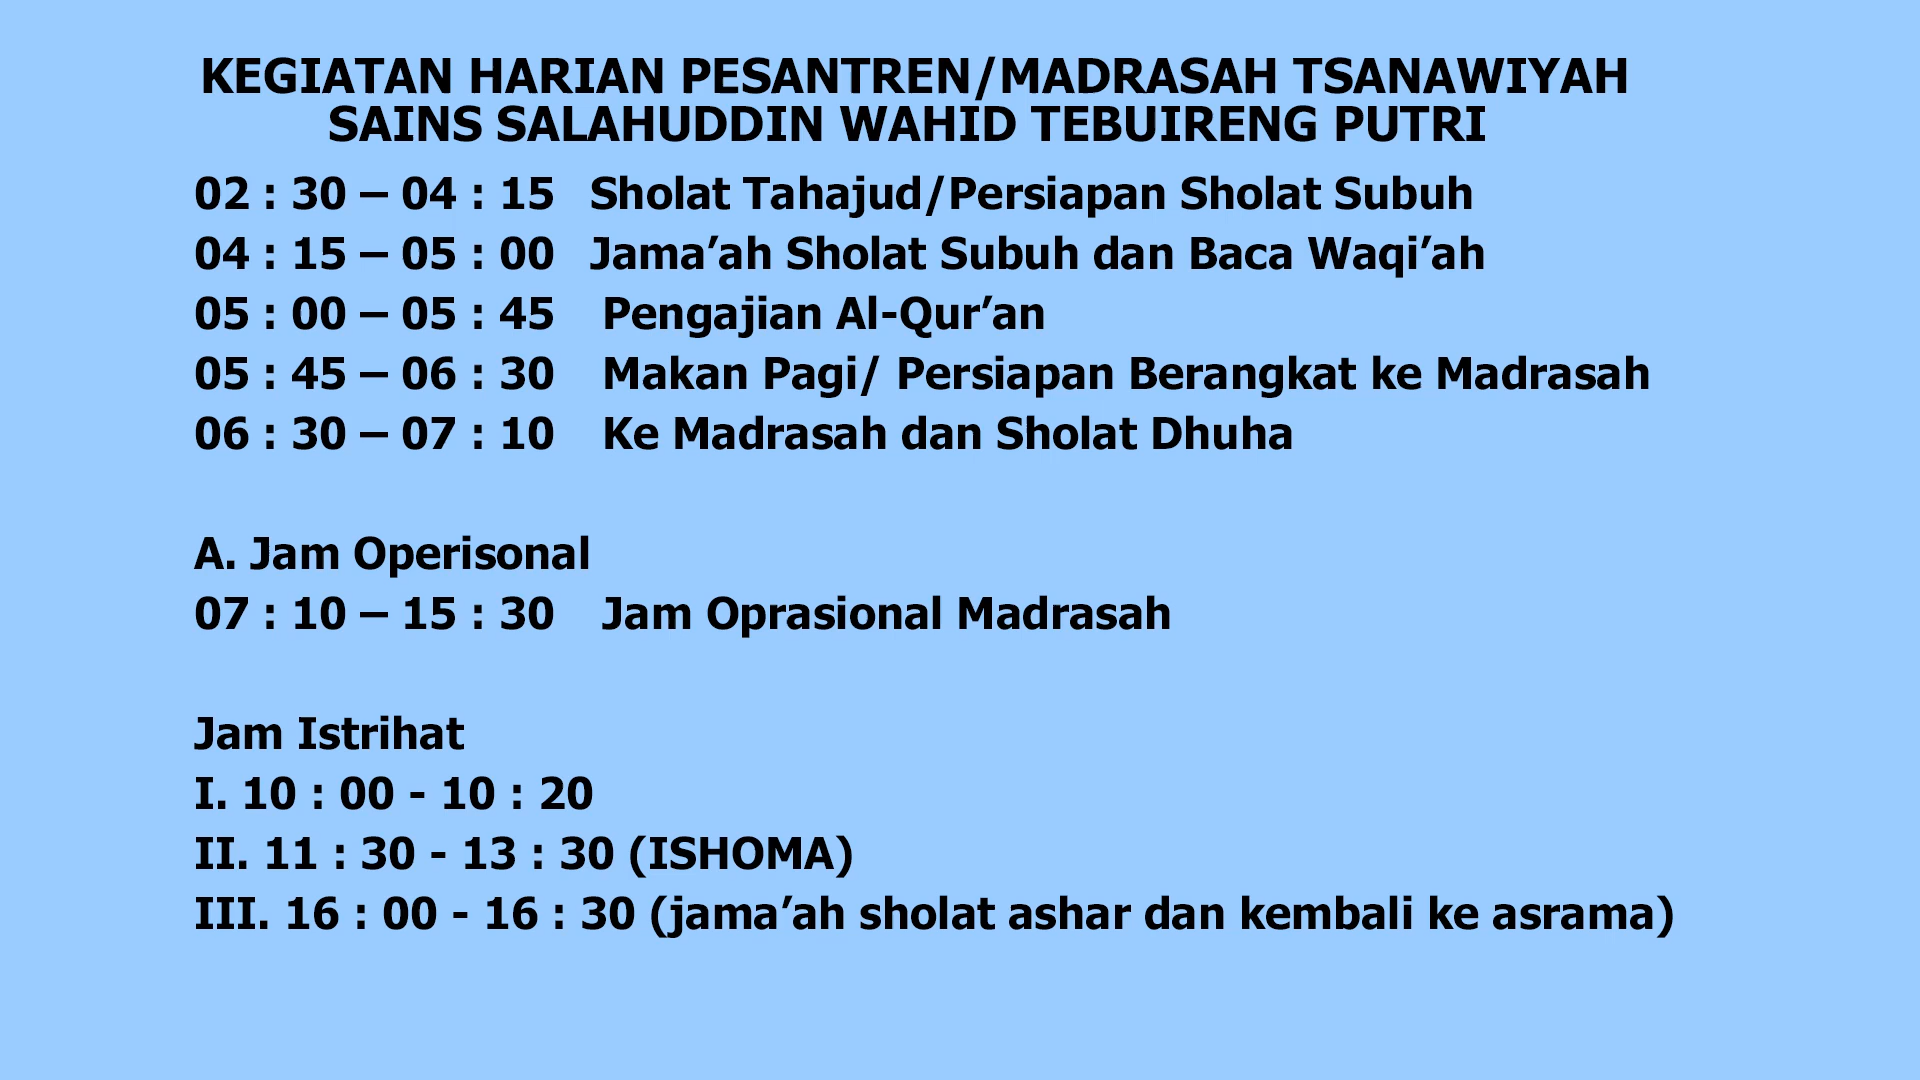 KEGIATAN HARIAN PESANTREN/MADRASAH TSANAWIYAH
SAINS SALAHUDDIN WAHID TEBUIRENG PUTRI
02 : 30 – 04 : 15 Sholat Tahajud/Persiapan Sholat Subuh
04 : 15 – 05 : 00 Jama’ah Sholat Subuh dan Baca Waqi’ah
05 : 00 – 05 : 45 Pengajian Al-Qur’an
05 : 45 – 06 : 30 Makan Pagi/ Persiapan Berangkat ke Madrasah
06 : 30 – 07 : 10 Ke Madrasah dan Sholat Dhuha
A. Jam Operisonal
07 : 10 – 15 : 30 Jam Oprasional Madrasah
Jam Istrihat
I. 10 : 00 - 10 : 20
II. 11 : 30 - 13 : 30 (ISHOMA)
III. 16 : 00 - 16 : 30 (jama’ah sholat ashar dan kembali ke asrama)